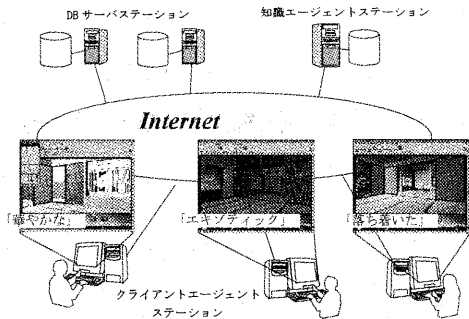 DBサーバステーション
知識エージェントステーション
Internet
「華やかな」
「エキゾティック」
「落ち着いた」
クライアントエージェント
ステーション